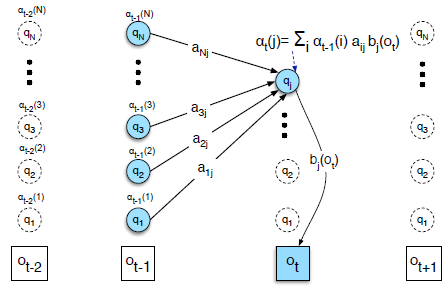 αt-2(N)
αt-1(N)
qN
qN
qN
aNj
αt(j)= Σi αt-1(i) aij bj(ot)
qj
αt-2(3)
αt-1(3)
q3
q3
q3
a3j
αt-2(2)
αt-1(2)
q2
q2
q2
q2
a2j
bj(ot)
αt-2(1)
αt-1(1)
q1
q1
q1
q1
a1j
ot-2
ot-1
ot
ot+1